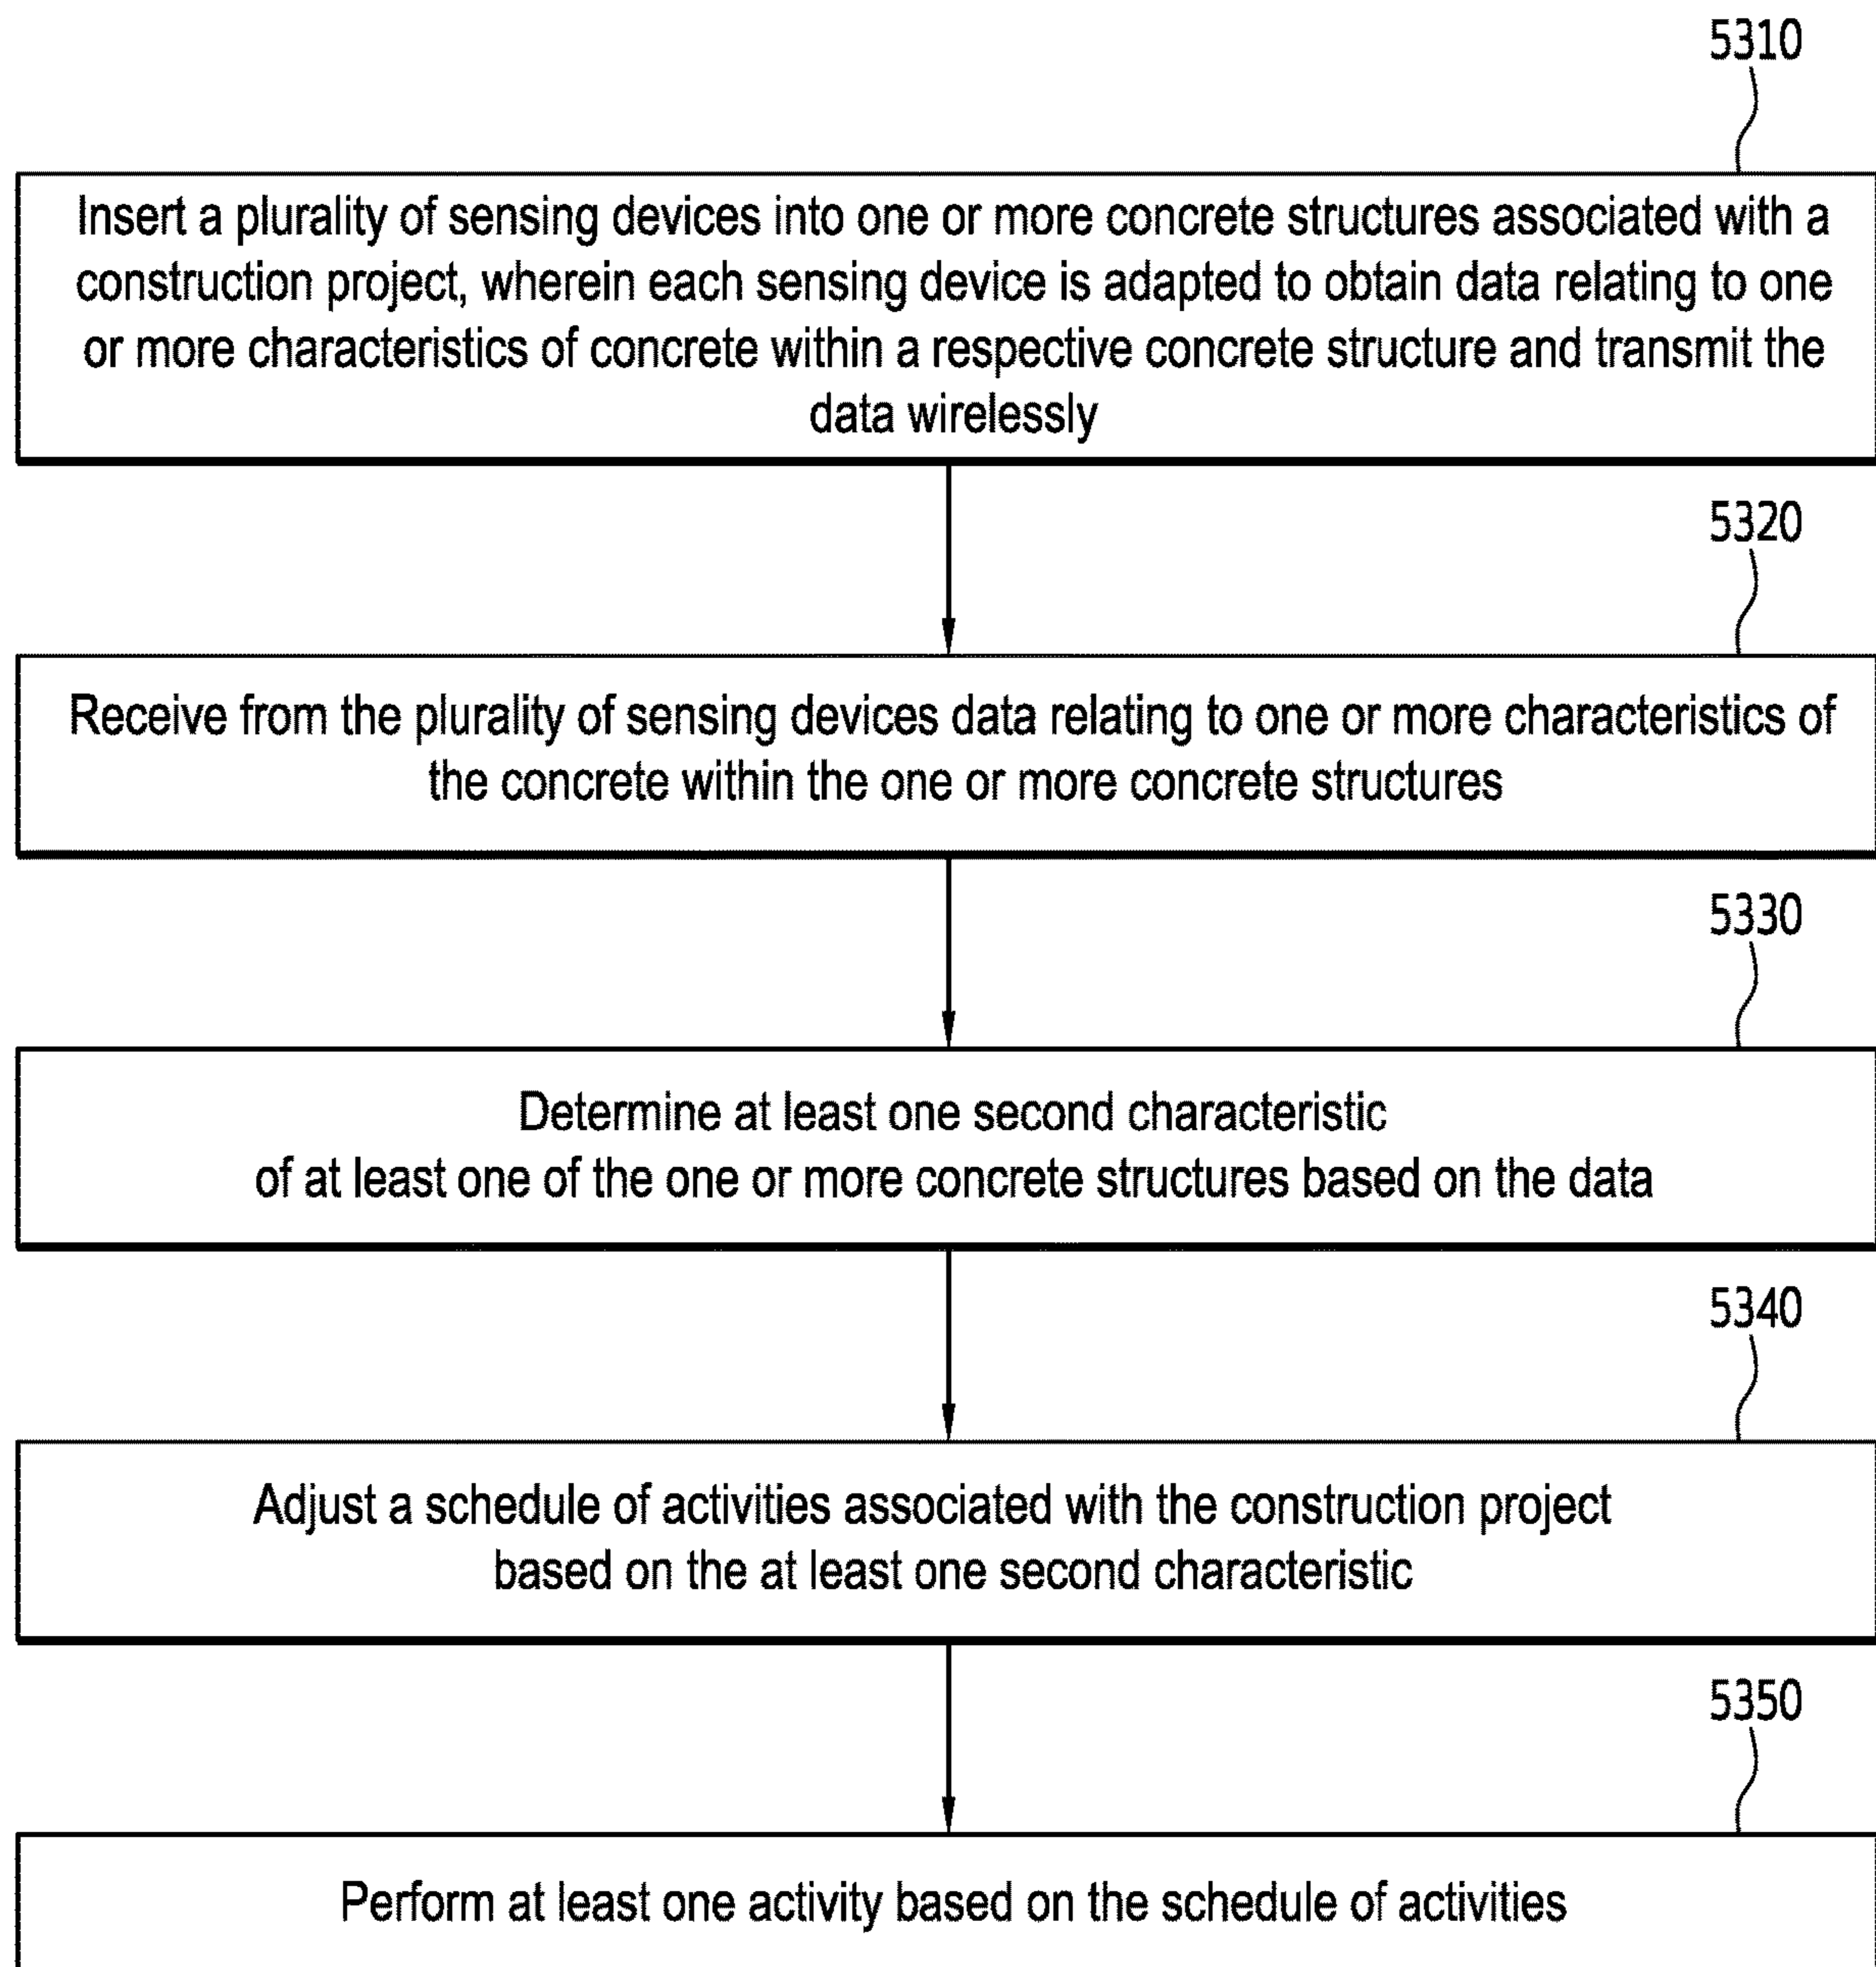 5310
Insert a plurality of sensing devices into one or more concrete structures associated with a
construction project, wherein each sensing device is adapted to obtain data relating to one
or more characteristics of concrete within a respective concrete structure and transmit the
data wirelessly
5320
Receive from the plurality of sensing devices data relating to one or more characteristics of
the concrete within the one or more concrete structures
5330
Determine at least one second characteristic
of at least one of the one or more concrete structures based on the data
5340
Adjust a schedule of activities associated with the construction project
based on the at least one second characteristic
5350
Perform at least one activity based on the schedule of activities